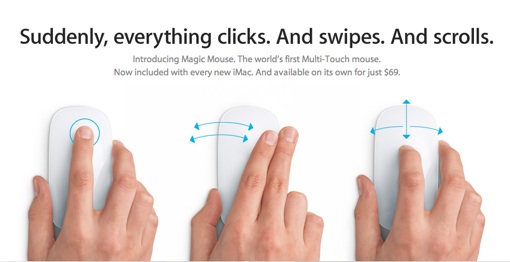 Suddenly, everything clicks. And swipes. And scrolls.
Introducing Magic Mouse. The world's first Multi-Touch mouse.
Now included with every new iMac. And available on its own for just $69.